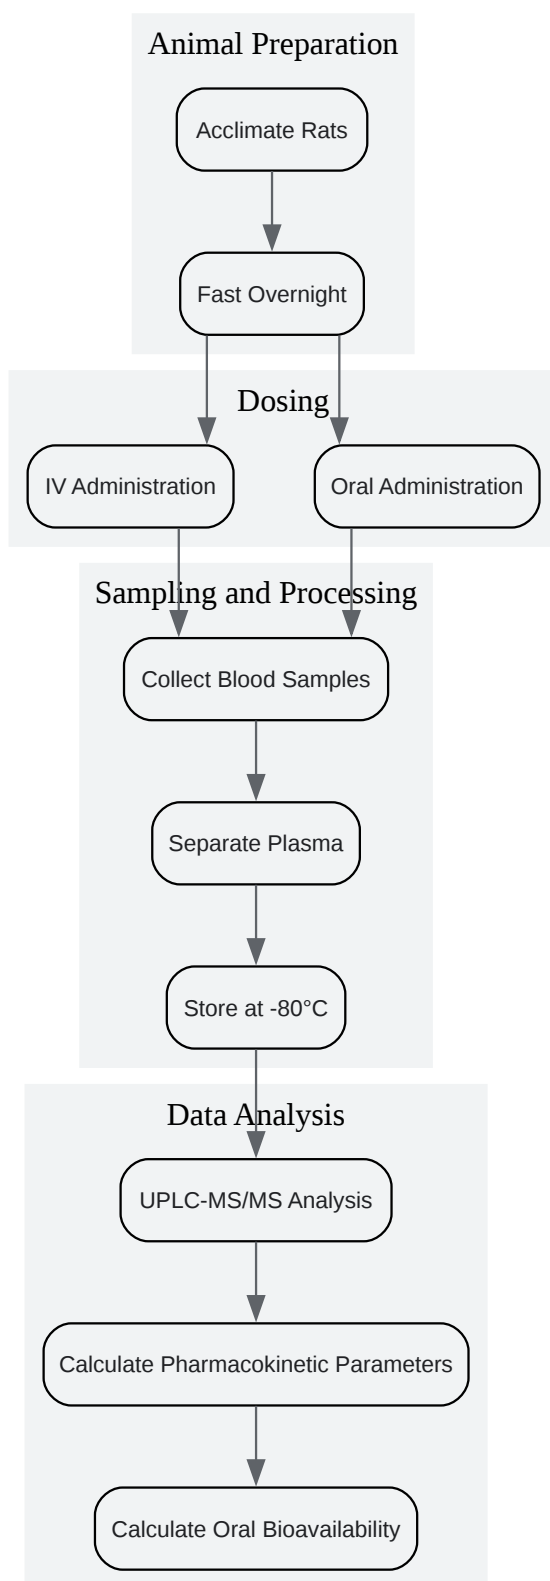 Animal Preparation
Acclimate Rats
Fast Overnight
Dosing
IV Administration
Oral Administration
Sampling and Processing
Collect Blood Samples
Separate Plasma
Store at -80°C
Data Analysis
UPLC-MS/MS Analysis
Calculate Pharmacokinetic Parameters
Calculate Oral Bioavailability